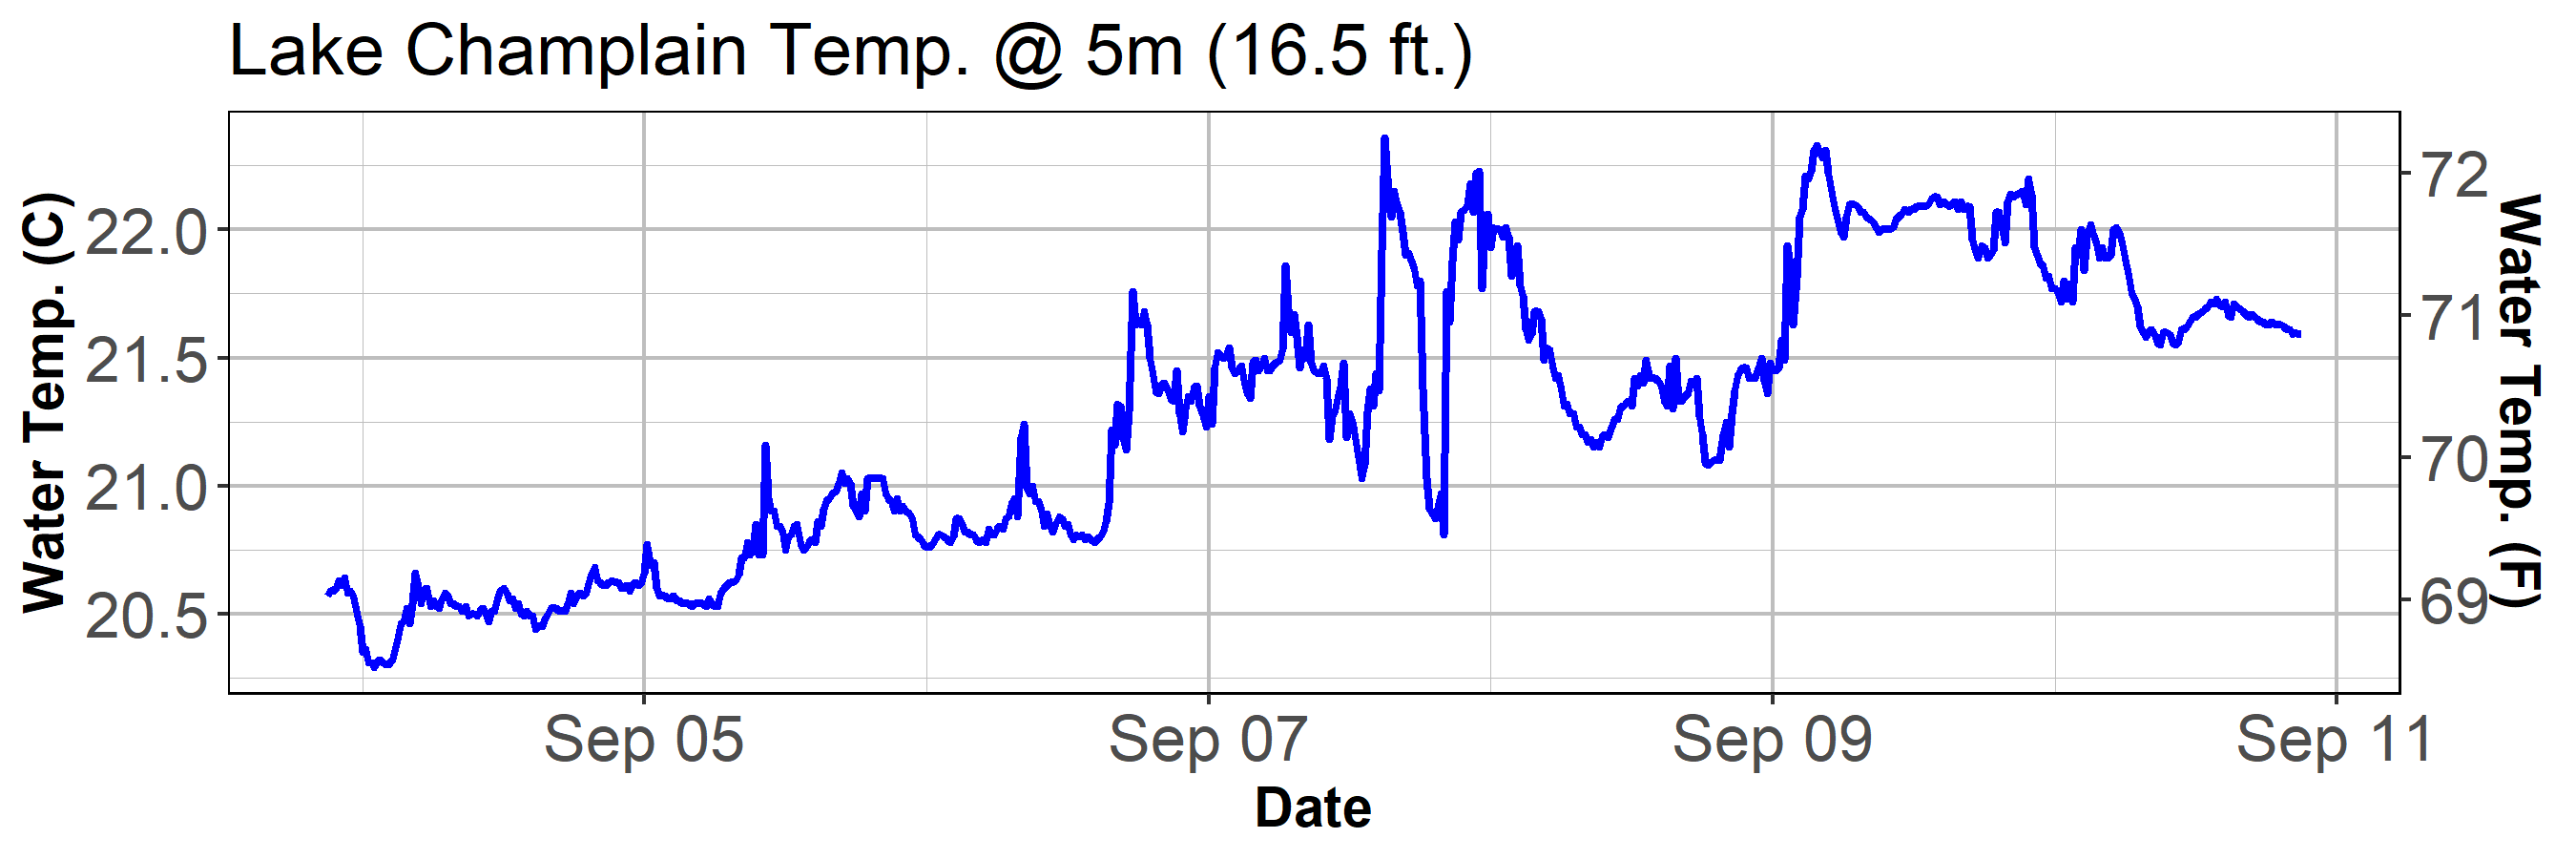 Lake Champlain Temp. @ 5m (16.5 ft.)
Water Temp. (C)
22.0
21.5
21.0
20.5
72
71
70
69
Water Temp. (F)
Sep 05 Sep 07 Sep 09 Sep 11
Date